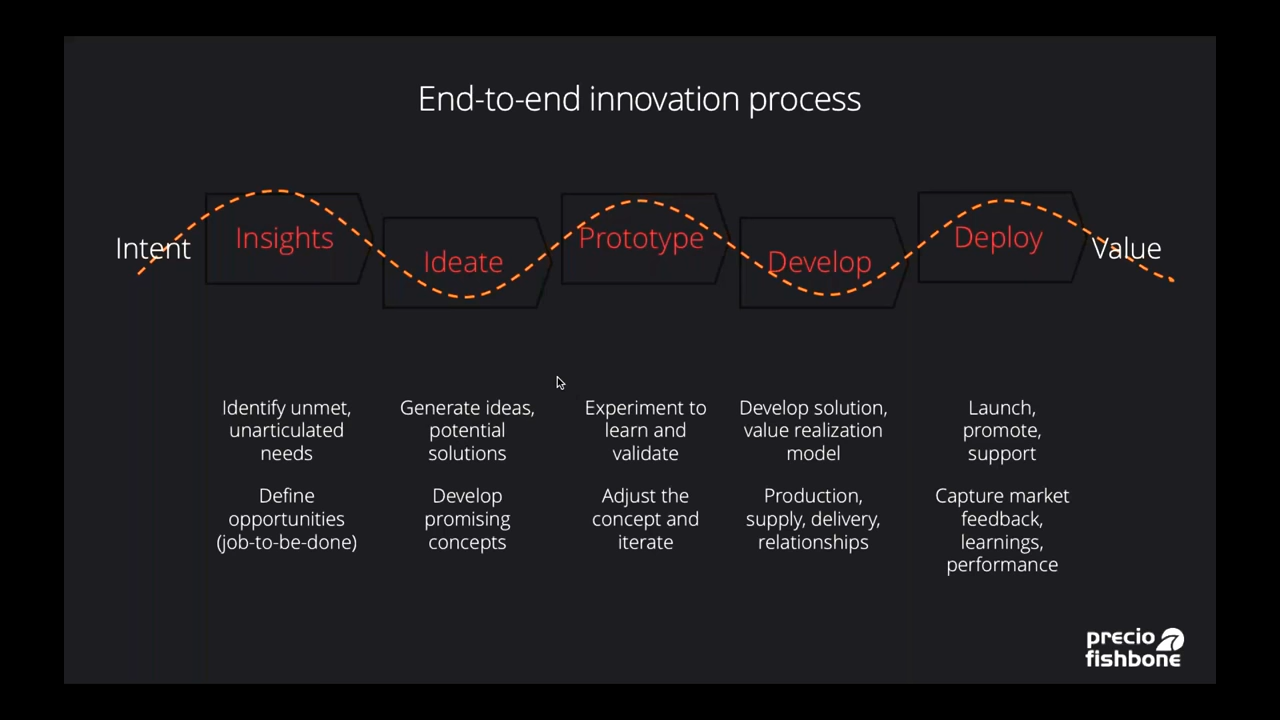 End-to-end innovation process
Intent
Insights
Ideate
Prototype
Develop
Deploy
Value
Identify unmet,
unarticulated
needs
Define
opportunities
(job-to-be-done)
Generate ideas,
potential
solutions
Develop
promising
concepts
Experiment to
learn and
validate
Adjust the
concept and
iterate
Develop solution,
value realization
model
Production,
supply, delivery,
relationships
Launch,
promote,
support
Capture market
feedback,
learnings,
performance
precio
fishbone